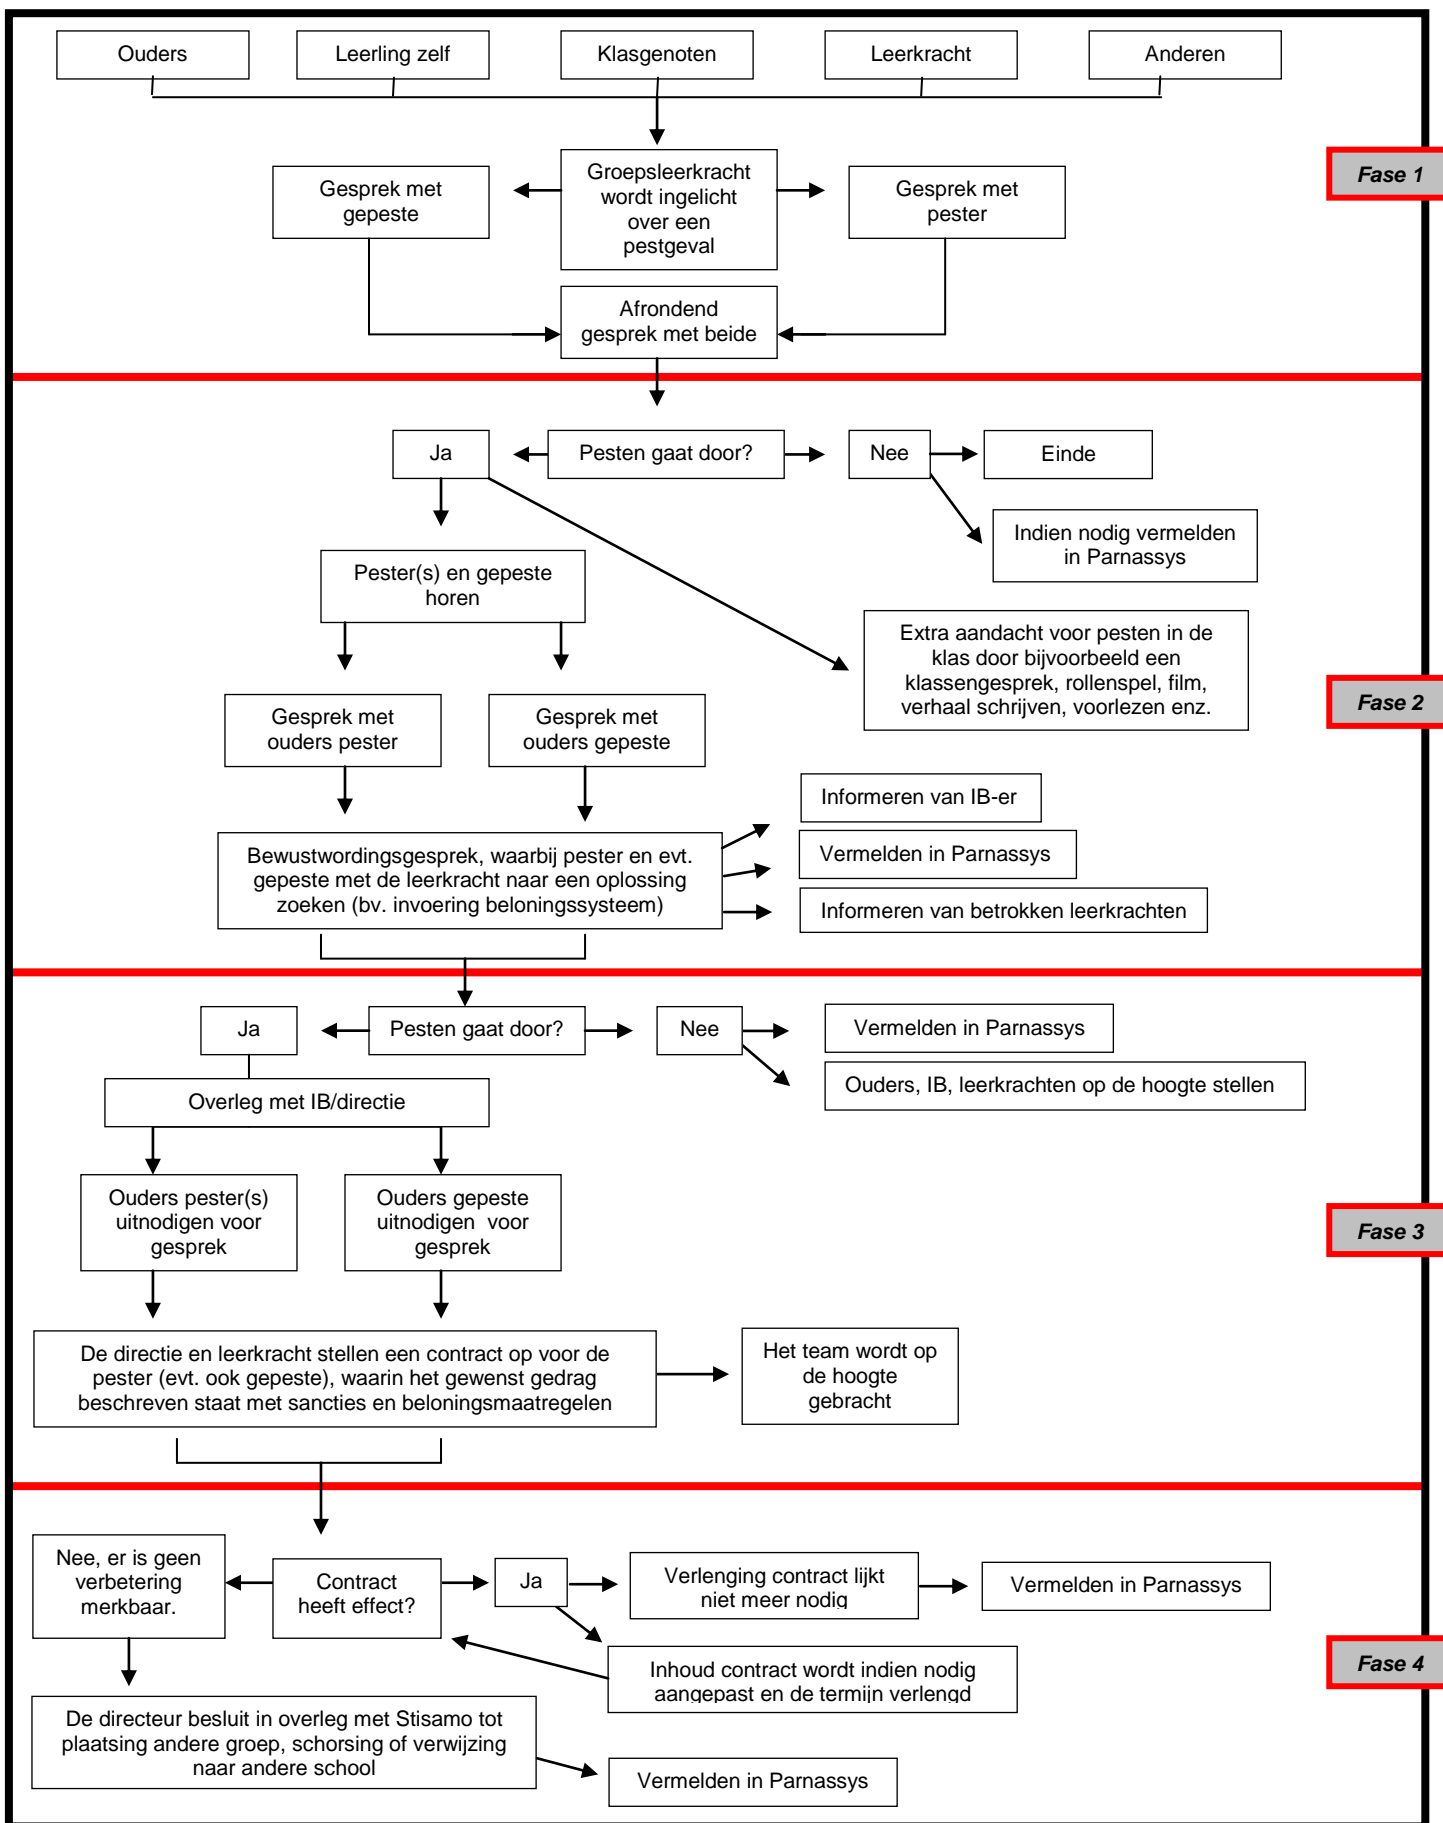 Ouders
Leerling zelf
Klasgenoten
Leerkracht
Anderen
Fase 1
Gesprek met
gepeste
Groepsleerkracht
wordt ingelicht
over een
pestgeval
Gesprek met
pester
Afrondend
gesprek met beide
Ja
Pesten gaat door?
Nee
Einde
Indien nodig vermelden
in Parnassys
Pester(s) en gepeste
horen
Extra aandacht voor pesten in de
klas door bijvoorbeeld een
klassengesprek, rollenspel, film,
verhaal schrijven, voorlezen enz.
Fase 2
Gesprek met
ouders pester
Gesprek met
ouders gepeste
Informeren van IB-er
Bewustwordingsgesprek, waarbij pester en evt.
gepeste met de leerkracht naar een oplossing
zoeken (bv. invoering beloningssysteem)
Vermelden in Parnassys
Informeren van betrokken leerkrachten
Ja
Pesten gaat door?
Nee
Vermelden in Parnassys
Ouders, IB, leerkrachten op de hoogte stellen
Overleg met IB/directie
Ouders pester(s)
uitnodigen voor
gesprek
Ouders gepeste
uitnodigen  voor
gesprek
Fase 3
De directie en leerkracht stellen een contract op voor de
pester (evt. ook gepeste), waarin het gewenst gedrag
beschreven staat met sancties en beloningsmaatregelen
Het team wordt op
de hoogte
gebracht
Nee, er is geen
verbetering
merkbaar.
Contract
heeft effect?
Ja
Verlenging contract lijkt
niet meer nodig
Vermelden in Parnassys
Inhoud contract wordt indien nodig
aangepast en de termijn verlengd
Fase 4
De directeur besluit in overleg met Stisamo tot
plaatsing andere groep, schorsing of verwijzing
naar andere school
Vermelden in Parnassys